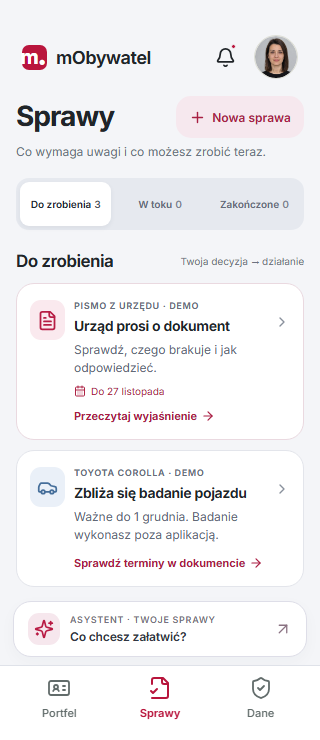 m. mObywatel
Sprawy
Nowa sprawa
Co wymaga uwagi i co możesz zrobić teraz.
Do zrobienia 3
W toku 0
Zakończone 0
Do zrobienia
Twoja decyzja → działanie
PISMO Z URZĘDU · DEMO
Urząd prosi o dokument
Sprawdź, czego brakuje i jak
odpowiedzieć.
Do 27 listopada
Przeczytaj wyjaśnienie →
TOYOTA COROLLA · DEMO
Zbliża się badanie pojazdu
Ważne do 1 grudnia. Badanie
wykonasz poza aplikacją.
Sprawdź terminy w dokumencie →
ASYSTENT · TWOJE SPRAWY
Co chcesz załatwić?
Portfel
Sprawy
Dane